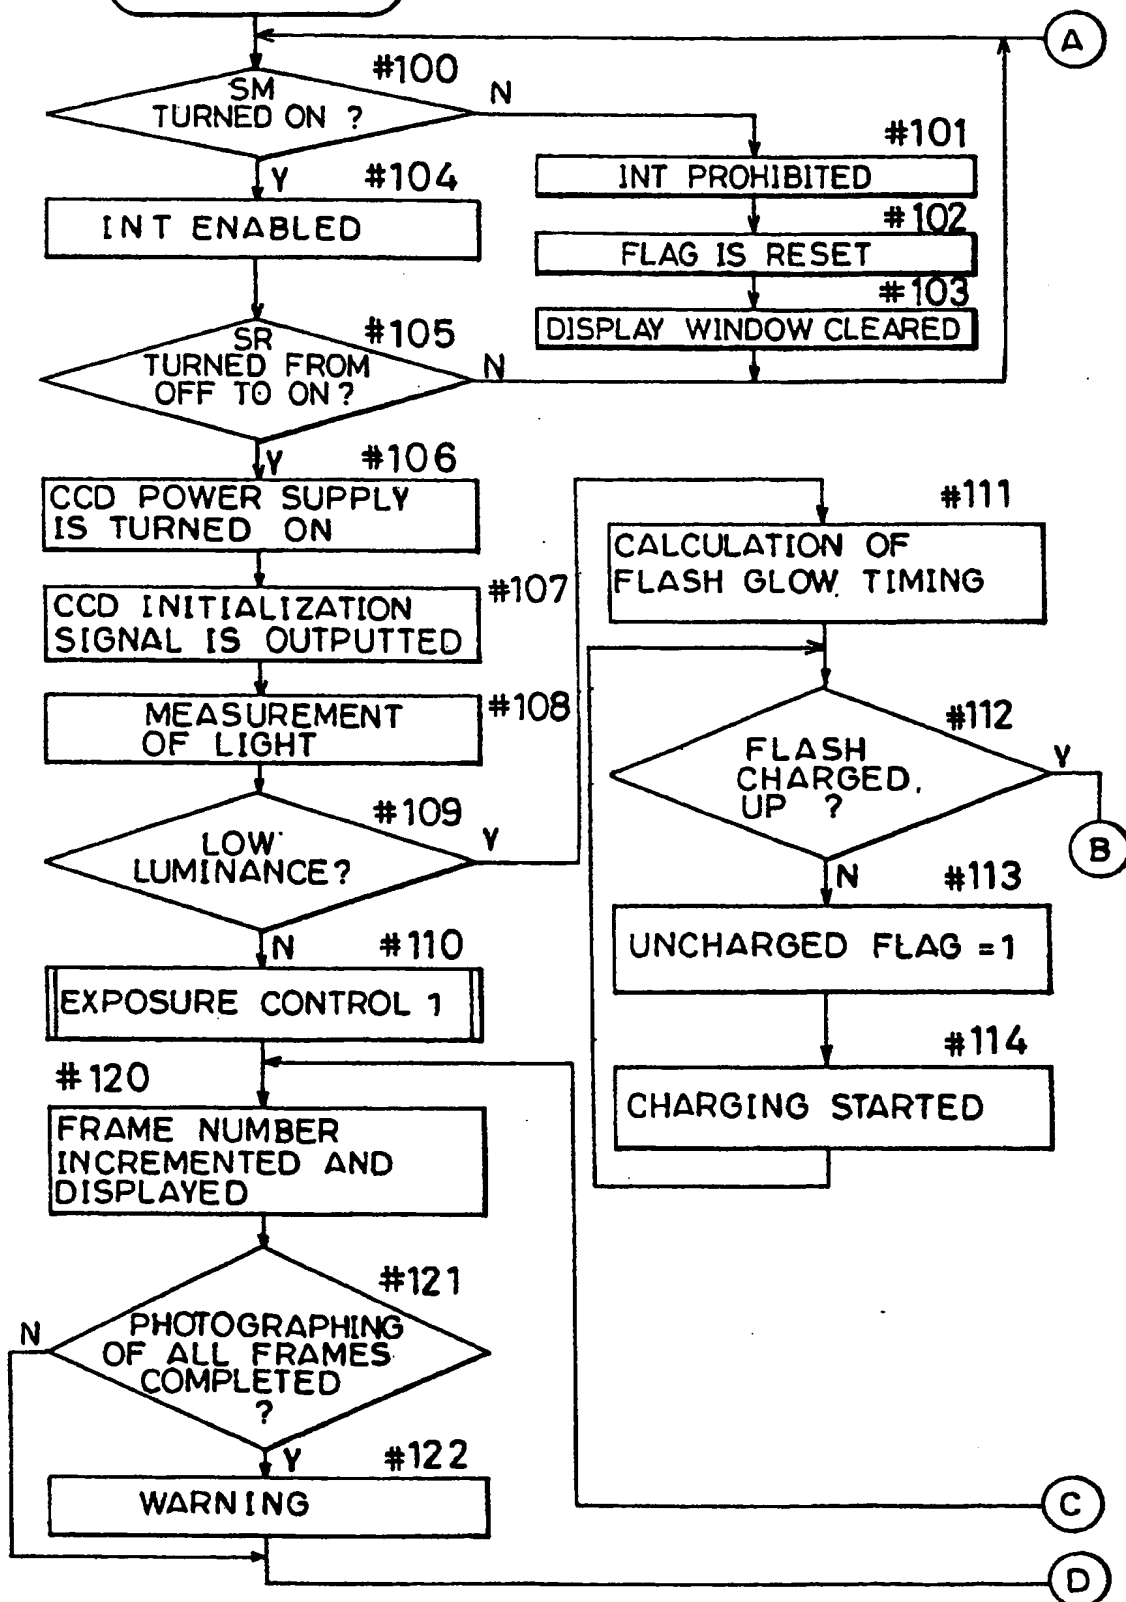 A
#100
SM
TURNED ON ?
N
#101
INT PROHIBITED
Y
#104
INT ENABLED
#102
FLAG IS RESET
#103
DISPLAY WINDOW CLEARED
#105
SR
TURNED FROM
OFF TO ON?
N
Y
#106
CCD POWER SUPPLY
IS TURNED ON
#107
CCD INITIALIZATION
SIGNAL IS OUTPUTTED
#108
MEASUREMENT
OF LIGHT
#109
LOW
LUMINANCE?
Y
N
#110
EXPOSURE CONTROL 1
#111
CALCULATION OF
FLASH GLOW TIMING
#112
FLASH
CHARGED
UP ?
Y
B
N
#113
UNCHARGED FLAG =1
#114
CHARGING STARTED
#120
FRAME NUMBER
INCREMENTED AND
DISPLAYED
#121
PHOTOGRAPHING
OF ALL FRAMES
COMPLETED
?
N
Y
#122
WARNING
C
D